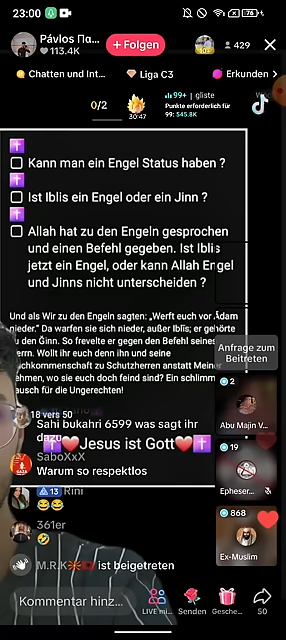 23:00
76
Pávlos Πα...
113.4K
+ Folgen
429
Chatten und Int...
Liga C3
Erkunden >
0/2
30:47
99+ | gliste
Punkte erforderlich für
99: 545.8K
Kann man ein Engel Status haben ?
Ist Iblis ein Engel oder ein Jinn ?
Allah hat zu den Engeln gesprochen
und einen Befehl gegeben. Ist Iblis
jetzt ein Engel, oder kann Allah Engel
und Jinns nicht unterscheiden ?
Und als Wir zu den Engeln sagten: „Werft euch vor Adam
nieder.“ Da warfen sie sich nieder, außer Iblis; er gehörte
zu den Ǧinn. So frevelte er gegen den Befehl seines
Herrn. Wollt ihr euch denn ihn und seine
Nachkommenschaft zu Schutzherren anstatt Meiner
nehmen, wo sie euch doch feind sind? Ein schlimmer
Tausch für die Ungerechten!
18 vers 50
Sahi bukahri 6599 was sagt ihr
dazu
✝️❤️Jesus ist Gott❤️✝️
SaboXxX
Warum so respektlos
13 Rini
😂😂
361er
🤣
M.R.K ist beigetreten
Anfrage zum
Beitreten
2
Abu Majin V...
19
Epheser...
868
Ex-Muslim
Kommentar hinz...
LIVE mi...
Senden
Gesche...
50